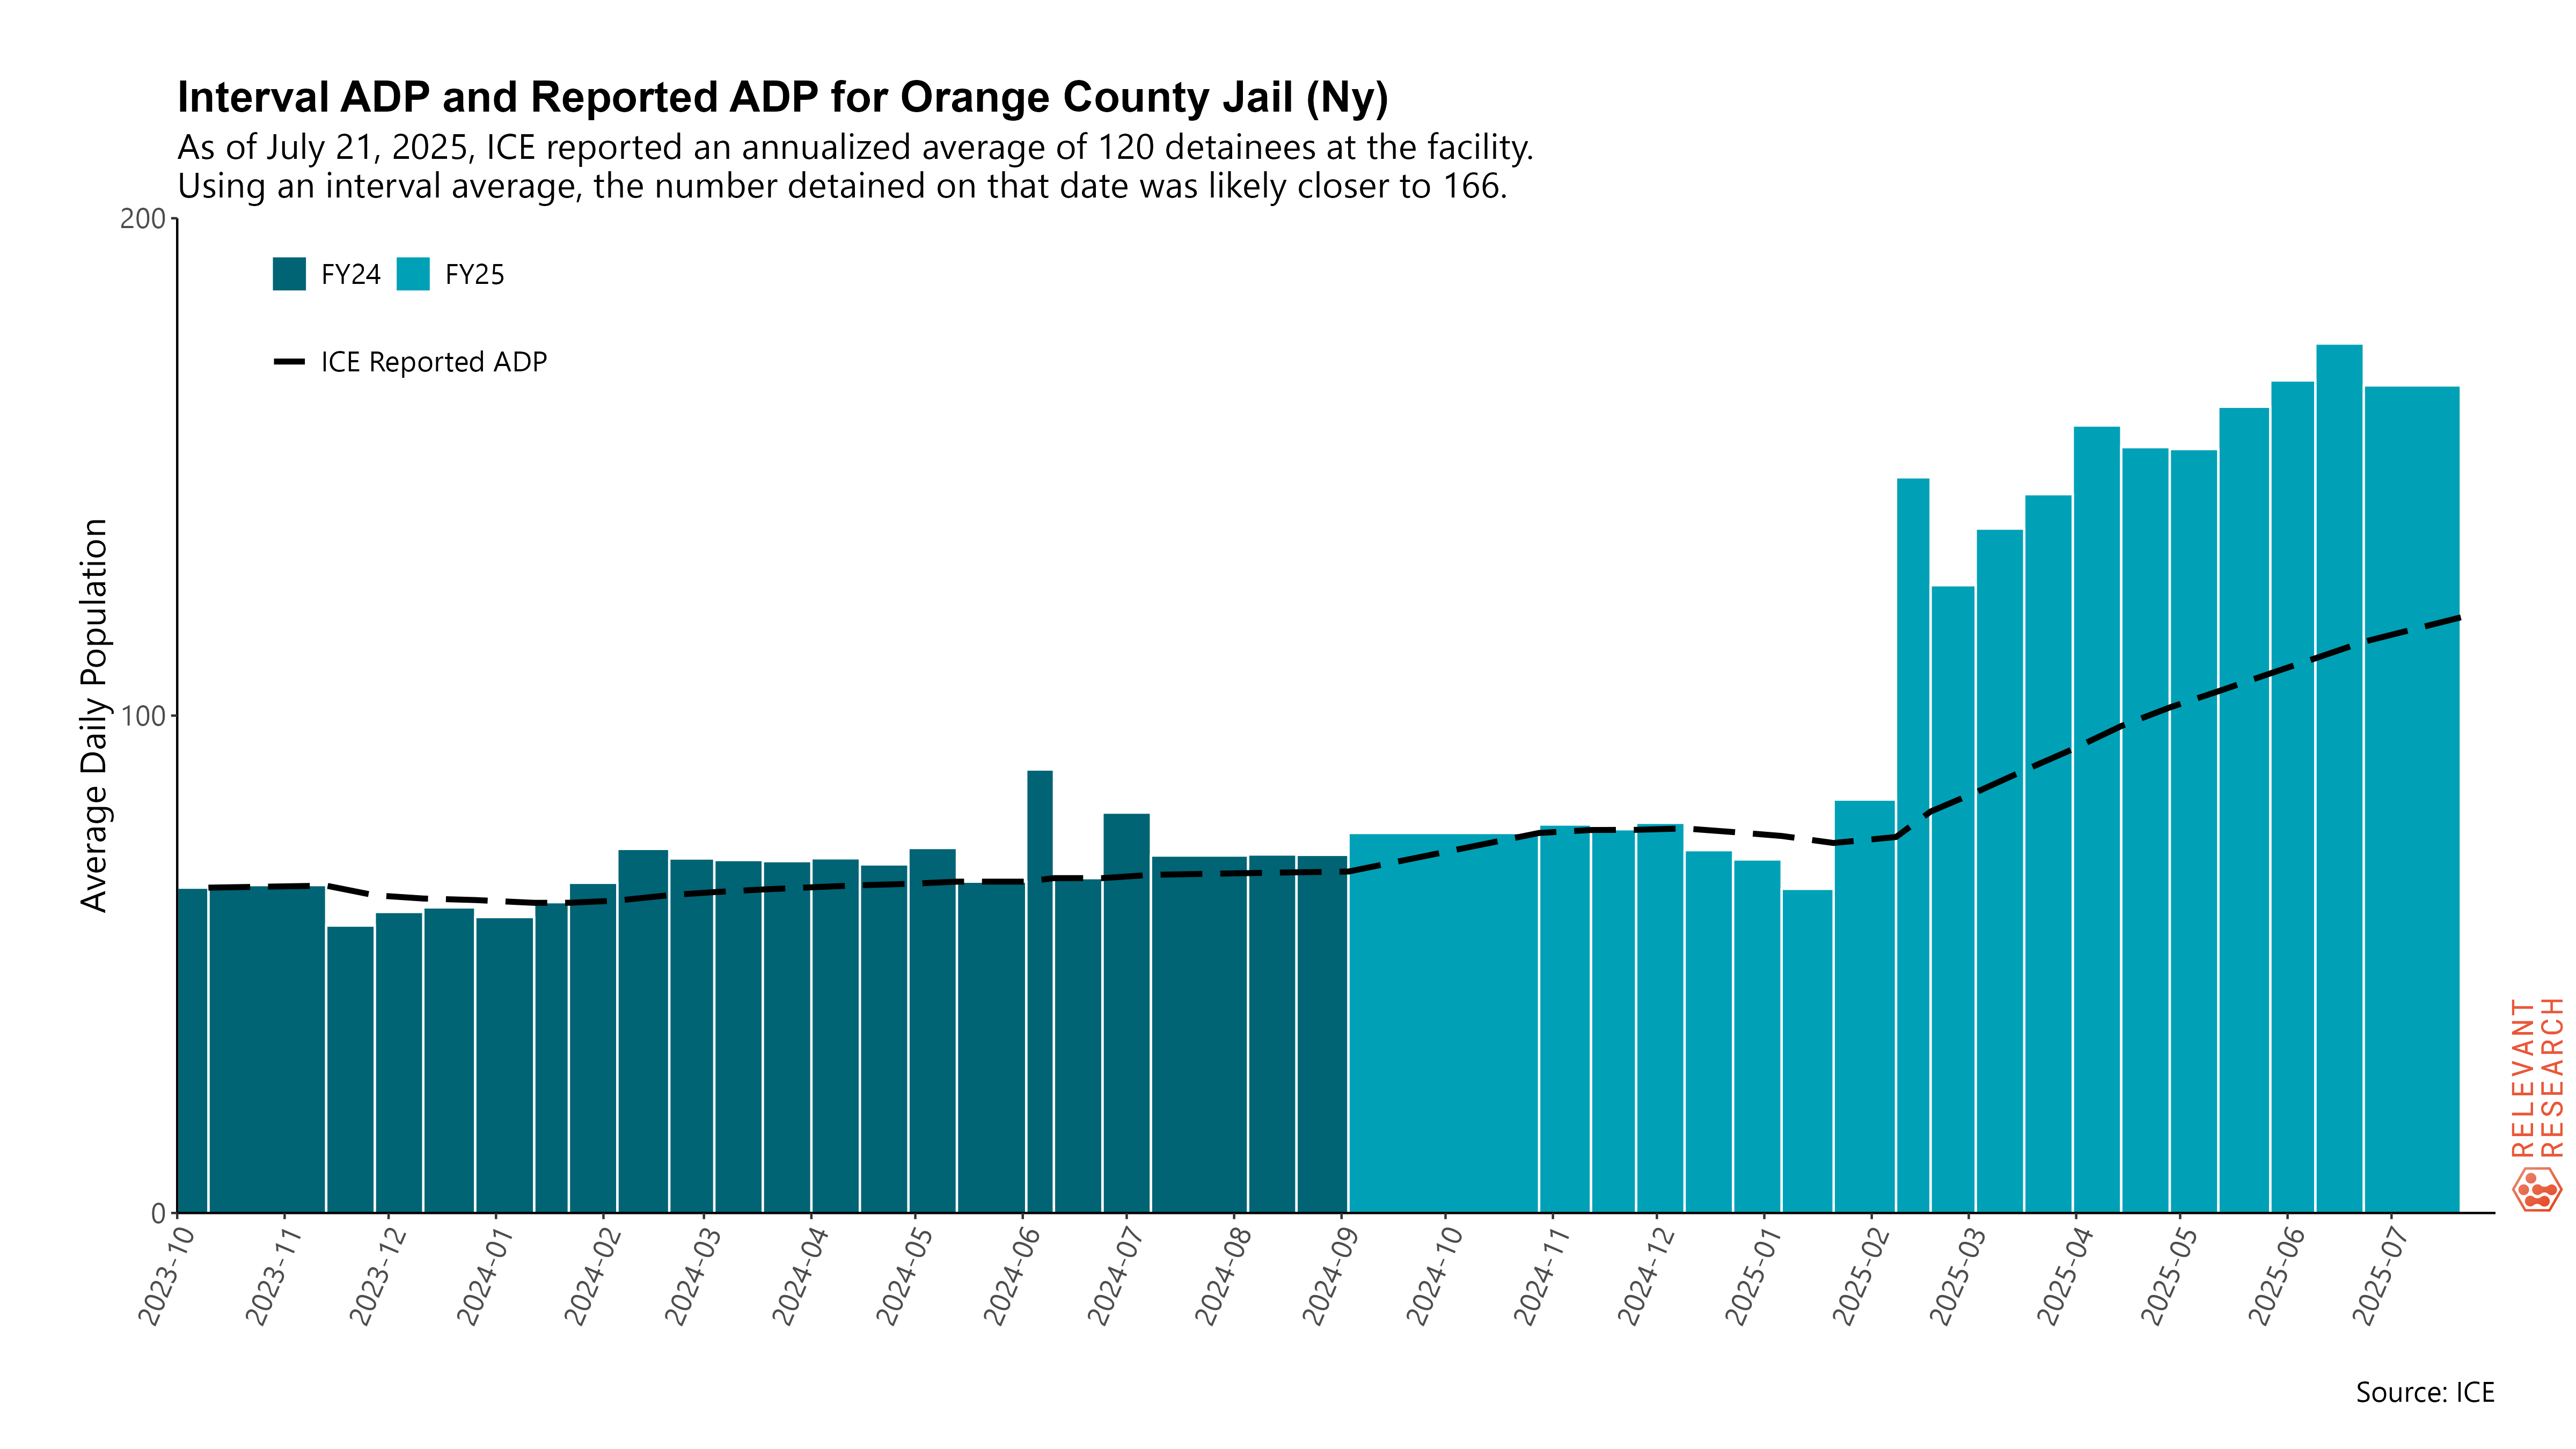 Interval ADP and Reported ADP for Orange County Jail (Ny)
As of July 21, 2025, ICE reported an annualized average of 120 detainees at the facility.
Using an interval average, the number detained on that date was likely closer to 166.
200
FY24 FY25
ICE Reported ADP
Average Daily Population
100
0
2023-10 2023-11 2023-12 2024-01 2024-02 2024-03 2024-04 2024-05 2024-06 2024-07 2024-08 2024-09 2024-10 2024-11 2024-12 2025-01 2025-02 2025-03 2025-04 2025-05 2025-06 2025-07
RELEVANT
RESEARCH
Source: ICE